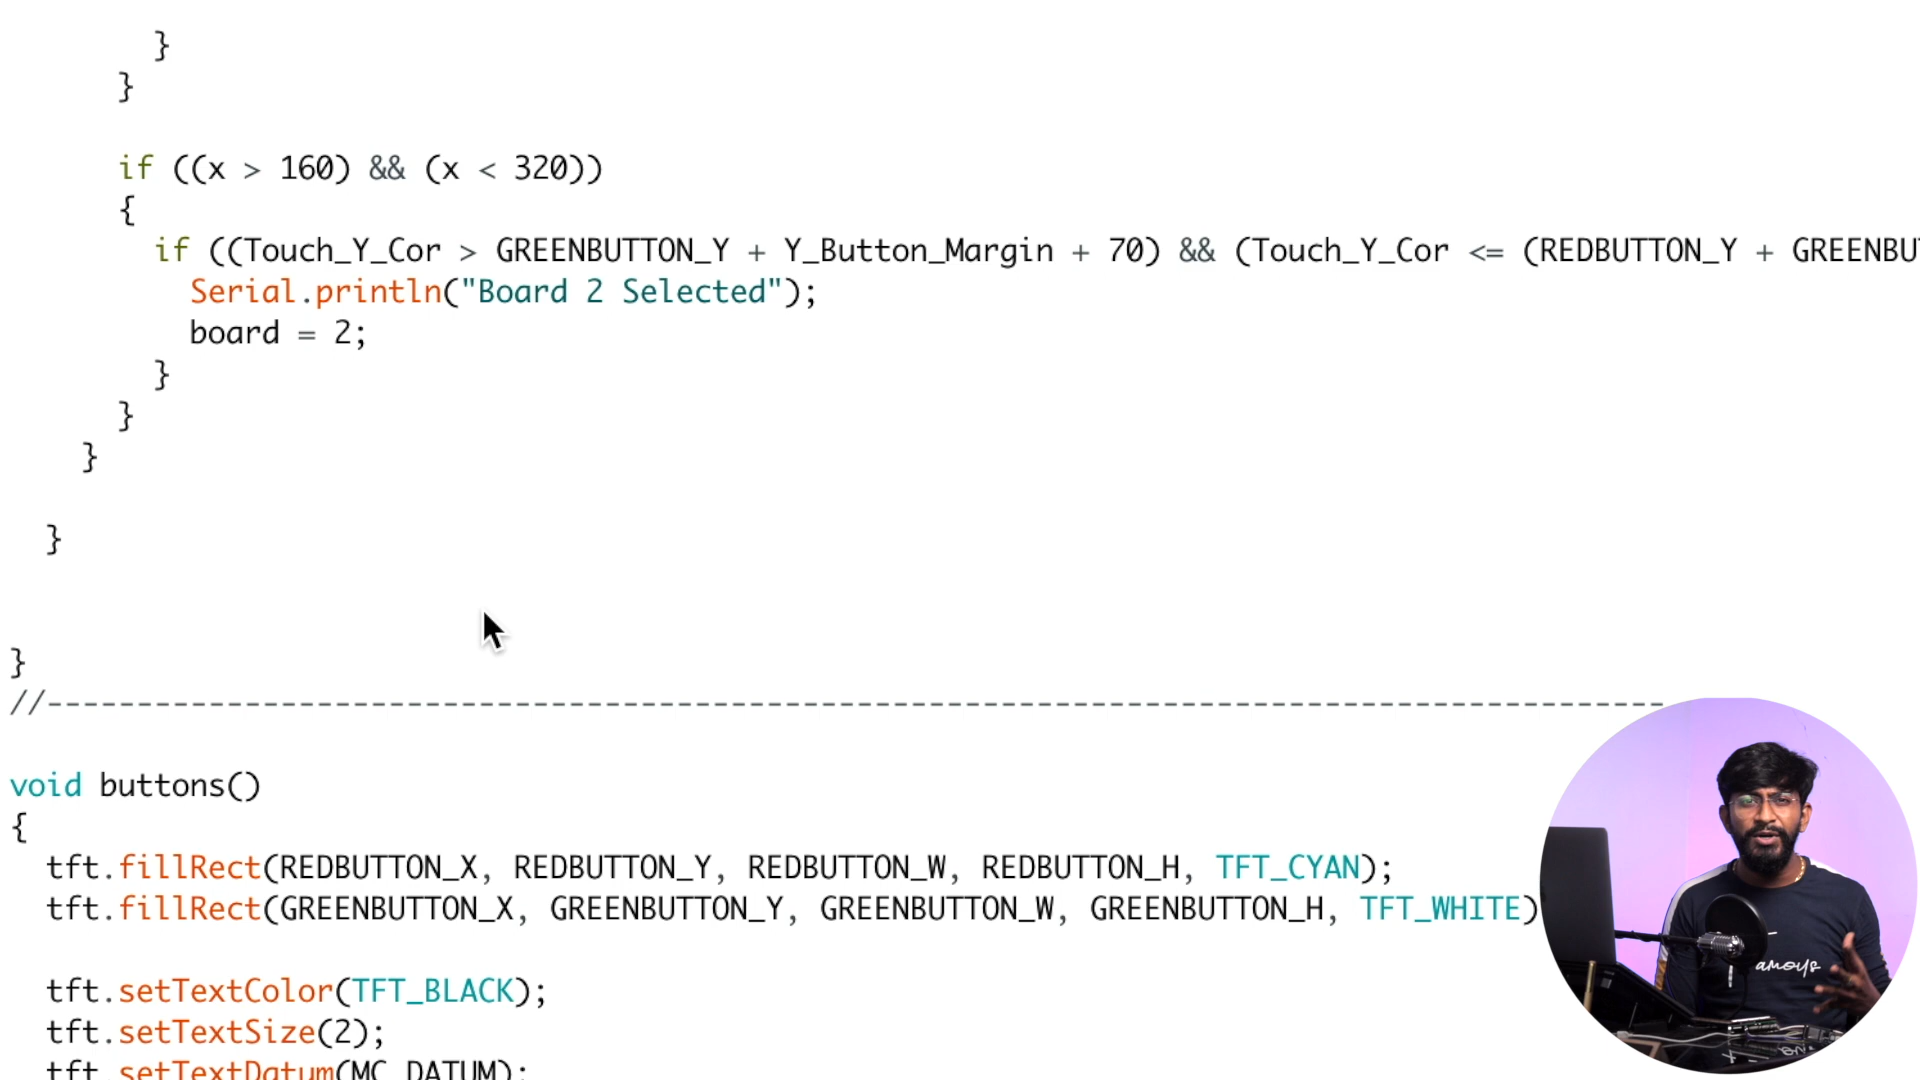 }
}
if ((x > 160) && (x < 320))
{
if ((Touch_Y_Cor > GREENBUTTON_Y + Y_Button_Margin + 70) && (Touch_Y_Cor <= (REDBUTTON_Y + GREENBU
Serial.println("Board 2 Selected");
board = 2;
}
}
}
}
}
//------------------------------------------------------------------------------------------
void buttons()
{
tft.fillRect(REDBUTTON_X, REDBUTTON_Y, REDBUTTON_W, REDBUTTON_H, TFT_CYAN);
tft.fillRect(GREENBUTTON_X, GREENBUTTON_Y, GREENBUTTON_W, GREENBUTTON_H, TFT_WHITE)
tft.setTextColor(TFT_BLACK);
tft.setTextSize(2);
tft.setTextDatum(MC_DATUM);
amoys